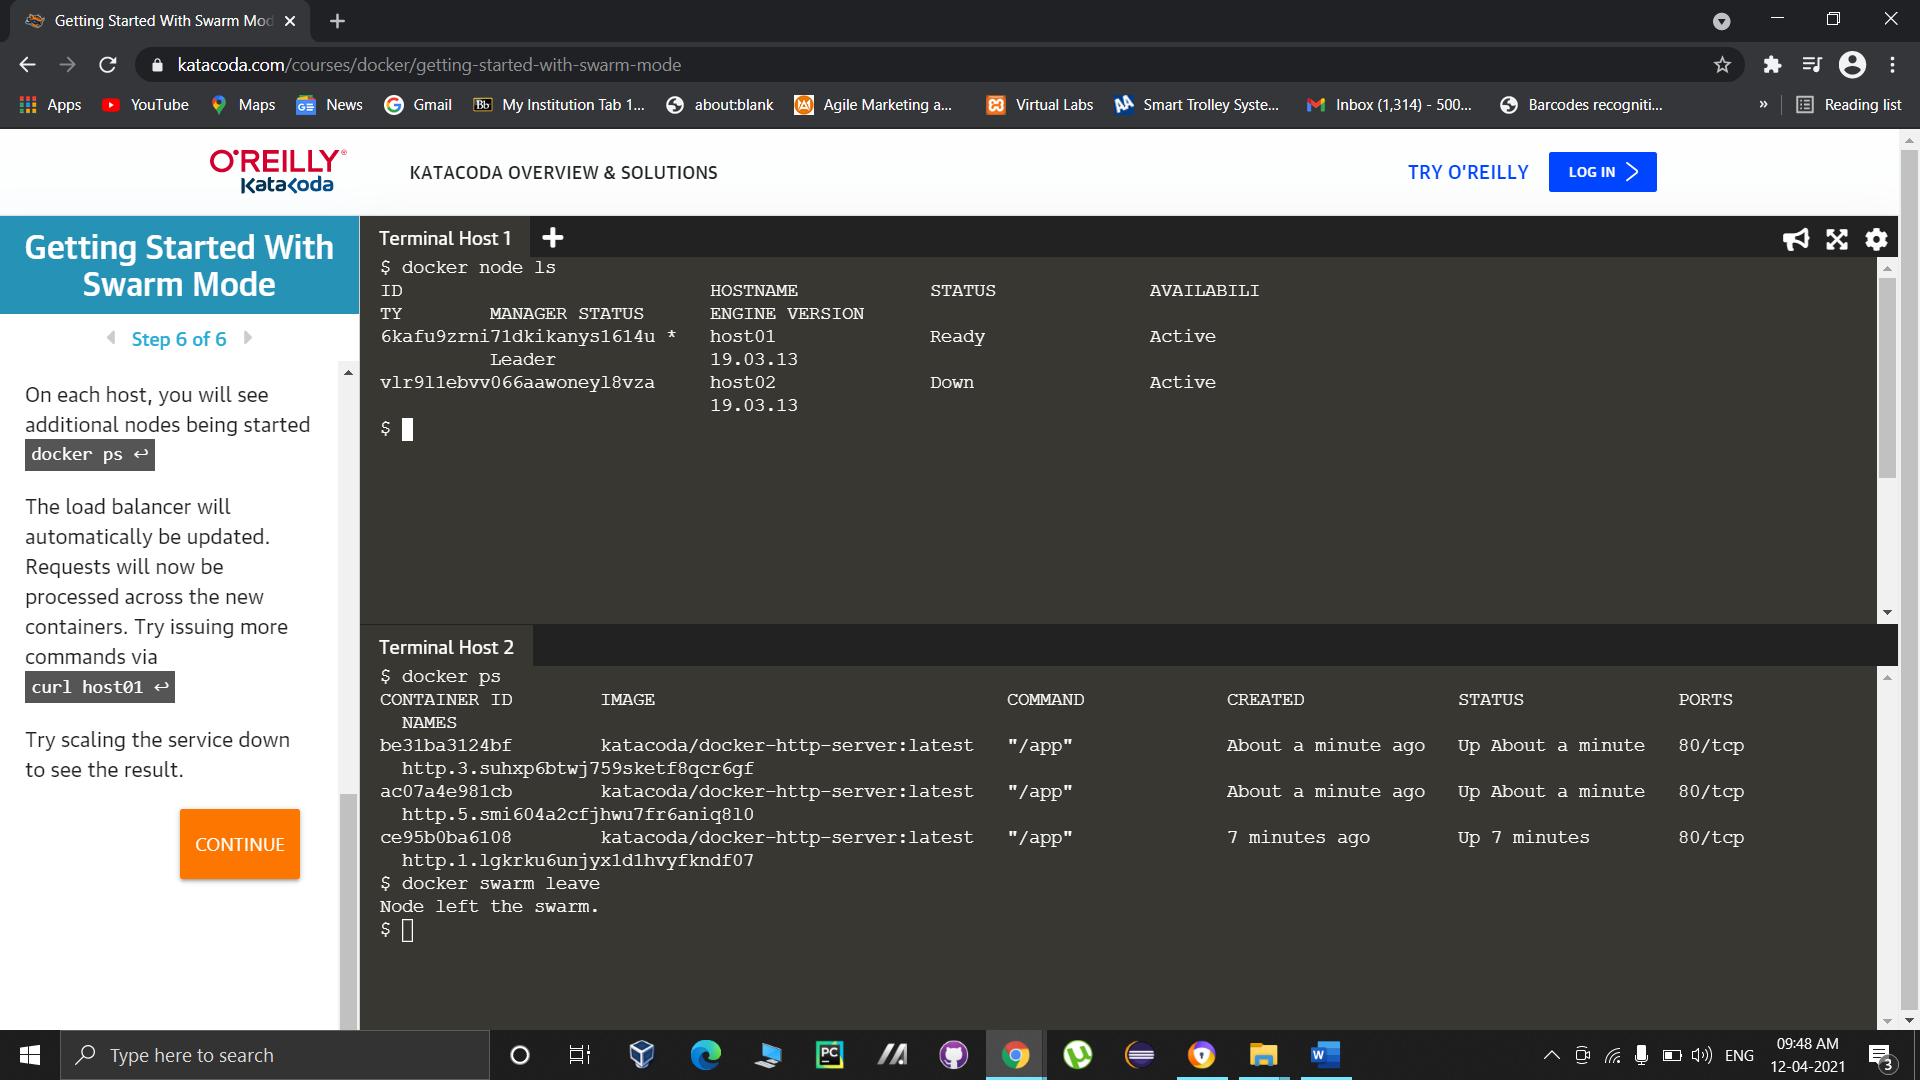 Getting Started With Swarm Mod
katacoda.com/courses/docker/getting-started-with-swarm-mode
Apps
YouTube
Maps
News
Gmail
My Institution Tab 1...
about:blank
Agile Marketing a...
Virtual Labs
Smart Trolley Syste...
Inbox (1,314) - 500...
Barcodes recogniti...
»
Reading list
O'REILLY®
Katacoda
KATACODA OVERVIEW & SOLUTIONS
TRY O'REILLY
LOG IN
Getting Started With
Swarm Mode
Step 6 of 6
On each host, you will see
additional nodes being started
docker ps ↩
The load balancer will
automatically be updated.
Requests will now be
processed across the new
containers. Try issuing more
commands via
curl host01 ↩
Try scaling the service down
to see the result.
CONTINUE
Terminal Host 1
$ docker node ls
ID HOSTNAME STATUS AVAILABILI
TY MANAGER STATUS ENGINE VERSION
6kafu9zrni71dkikanys1614u * host01 Ready Active
Leader 19.03.13
vlr9l1ebvv066aawoneyl8vza host02 Down Active
19.03.13
$
Terminal Host 2
$ docker ps
CONTAINER ID IMAGE COMMAND CREATED STATUS PORTS
NAMES
be31ba3124bf katacoda/docker-http-server:latest "/app" About a minute ago Up About a minute 80/tcp
http.3.suhxp6btwj759sketf8qcr6gf
ac07a4e981cb katacoda/docker-http-server:latest "/app" About a minute ago Up About a minute 80/tcp
http.5.smi604a2cfjhwu7fr6aniq8l0
ce95b0ba6108 katacoda/docker-http-server:latest "/app" 7 minutes ago Up 7 minutes 80/tcp
http.1.lgkrku6unjyx1d1hvyfkndf07
$ docker swarm leave
Node left the swarm.
$
Type here to search
ENG
09:48 AM
12-04-2021
3